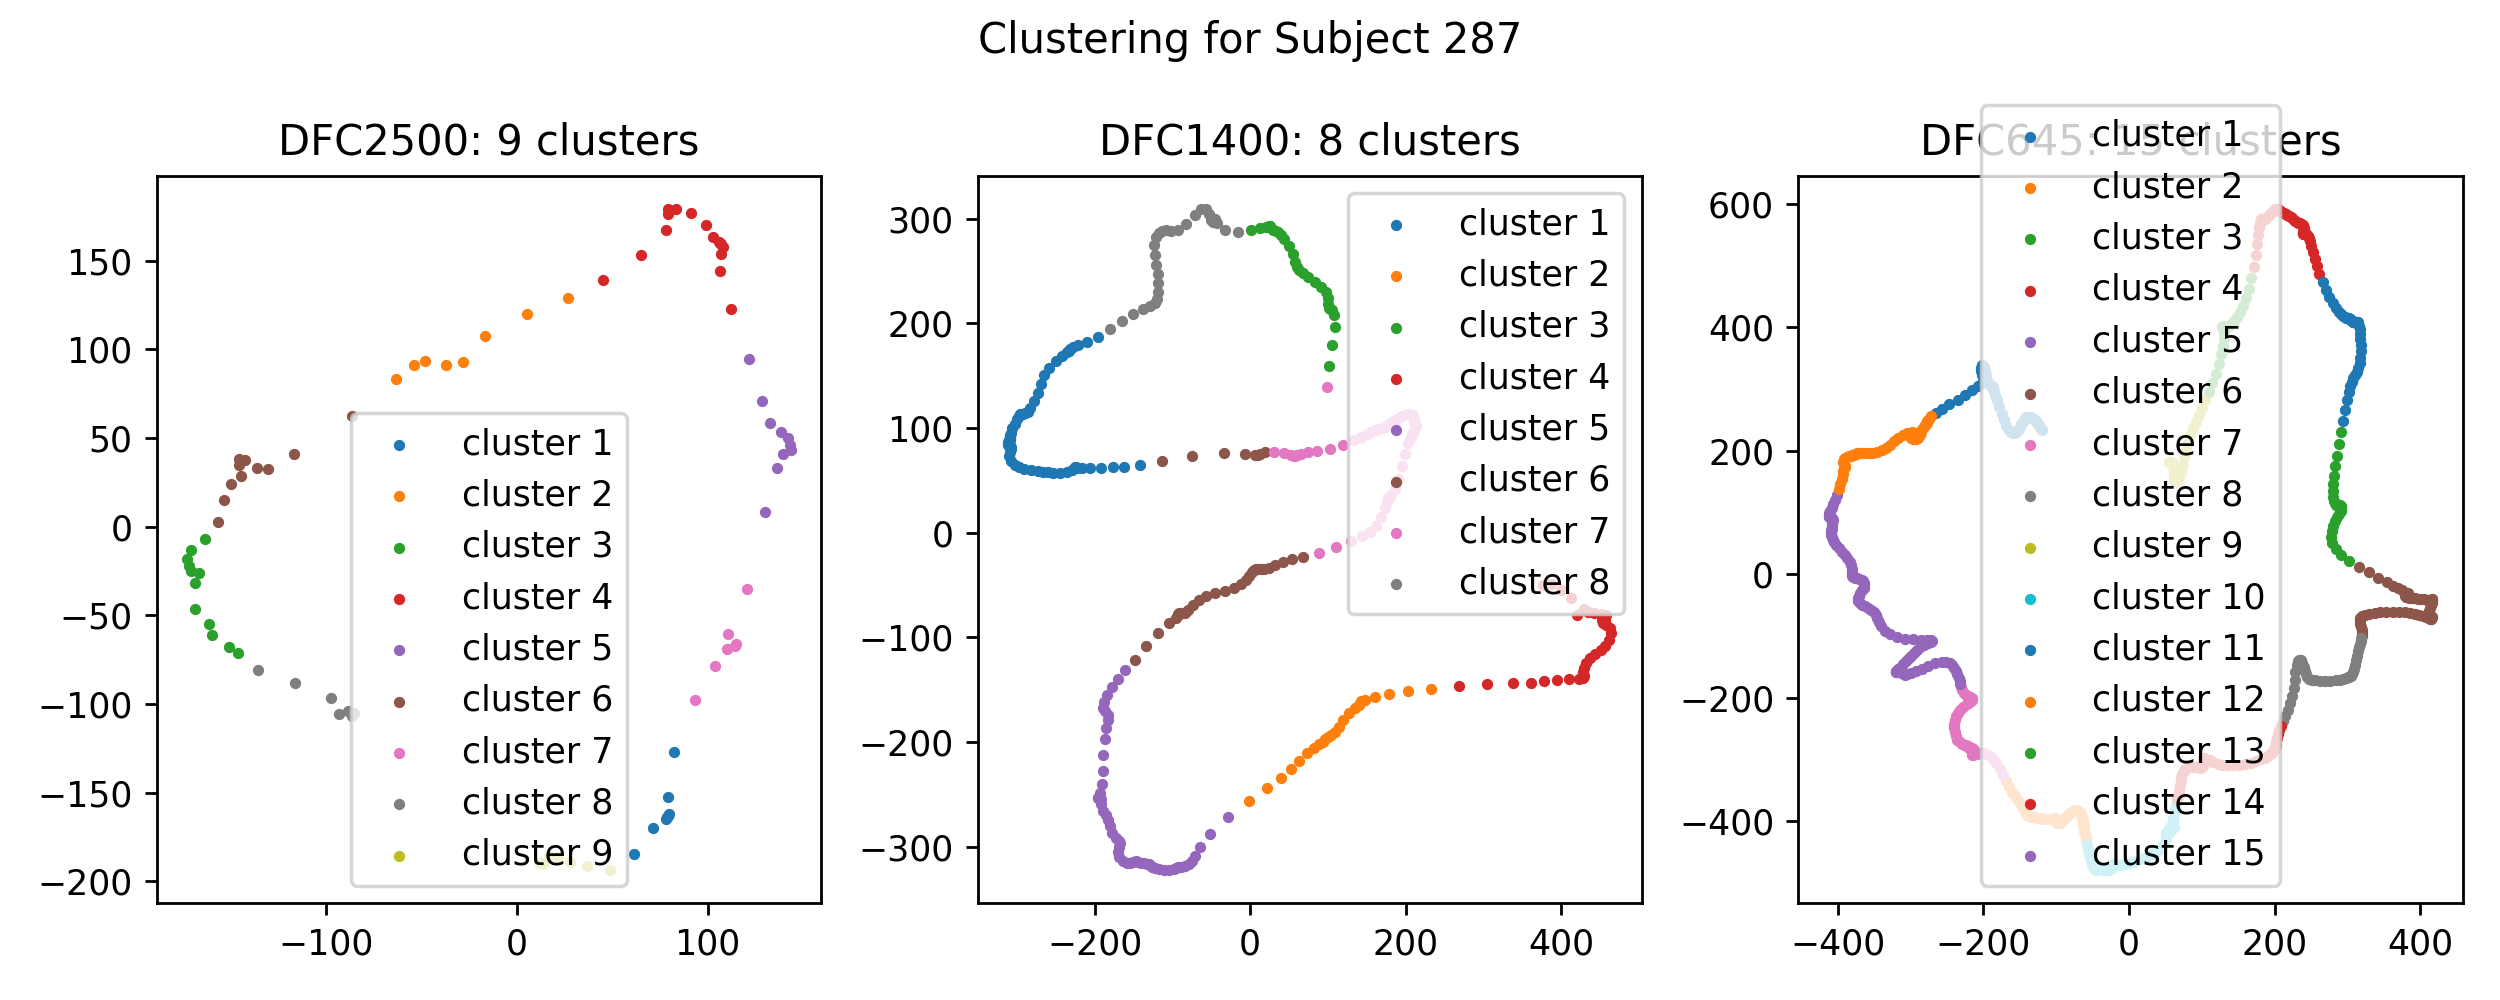 Clustering for Subject 287
DFC2500: 9 clusters
150
100
50
0
−50
−100
−150
−200
−100
0
100
cluster 1
cluster 2
cluster 3
cluster 4
cluster 5
cluster 6
cluster 7
cluster 8
cluster 9
DFC1400: 8 clusters
300
200
100
0
−100
−200
−300
−200
0
200
400
cluster 1
cluster 2
cluster 3
cluster 4
cluster 5
cluster 6
cluster 7
cluster 8
DFC645: 15 clusters
600
400
200
0
−200
−400
−400
−200
0
200
400
cluster 1
cluster 2
cluster 3
cluster 4
cluster 5
cluster 6
cluster 7
cluster 8
cluster 9
cluster 10
cluster 11
cluster 12
cluster 13
cluster 14
cluster 15